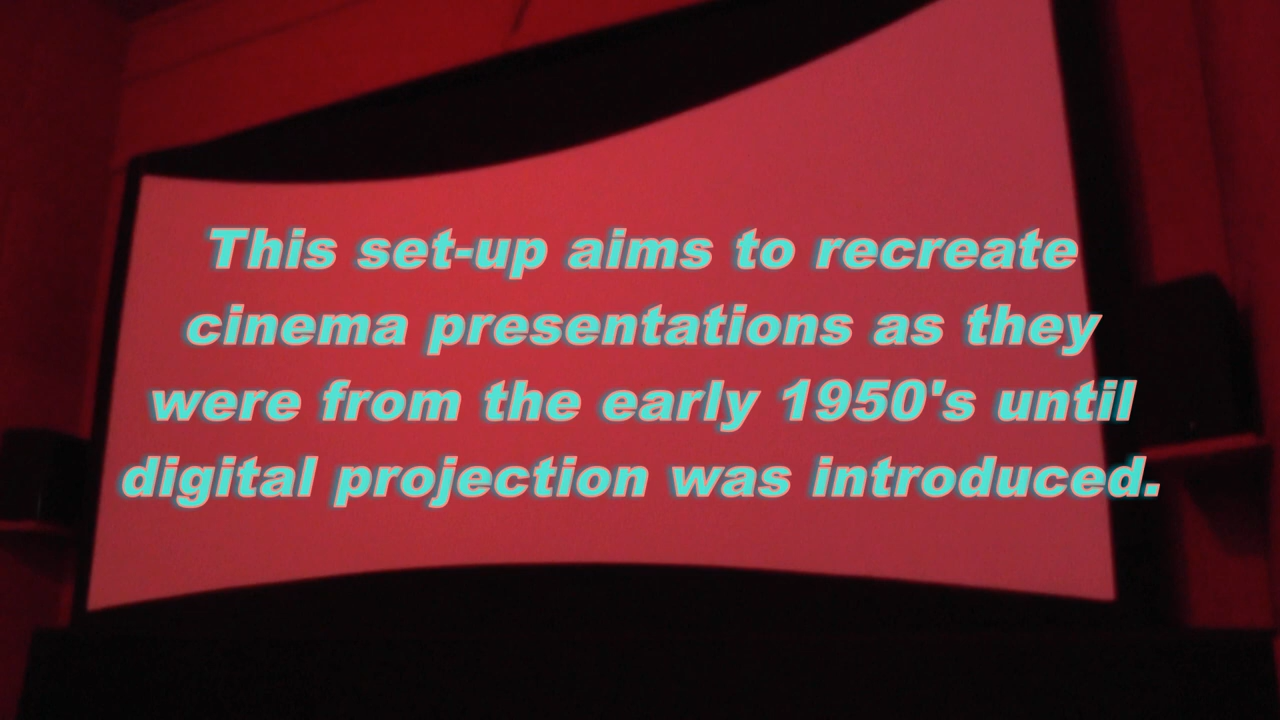 This set-up aims to recreate
cinema presentations as they
were from the early 1950's until
digital projection was introduced.